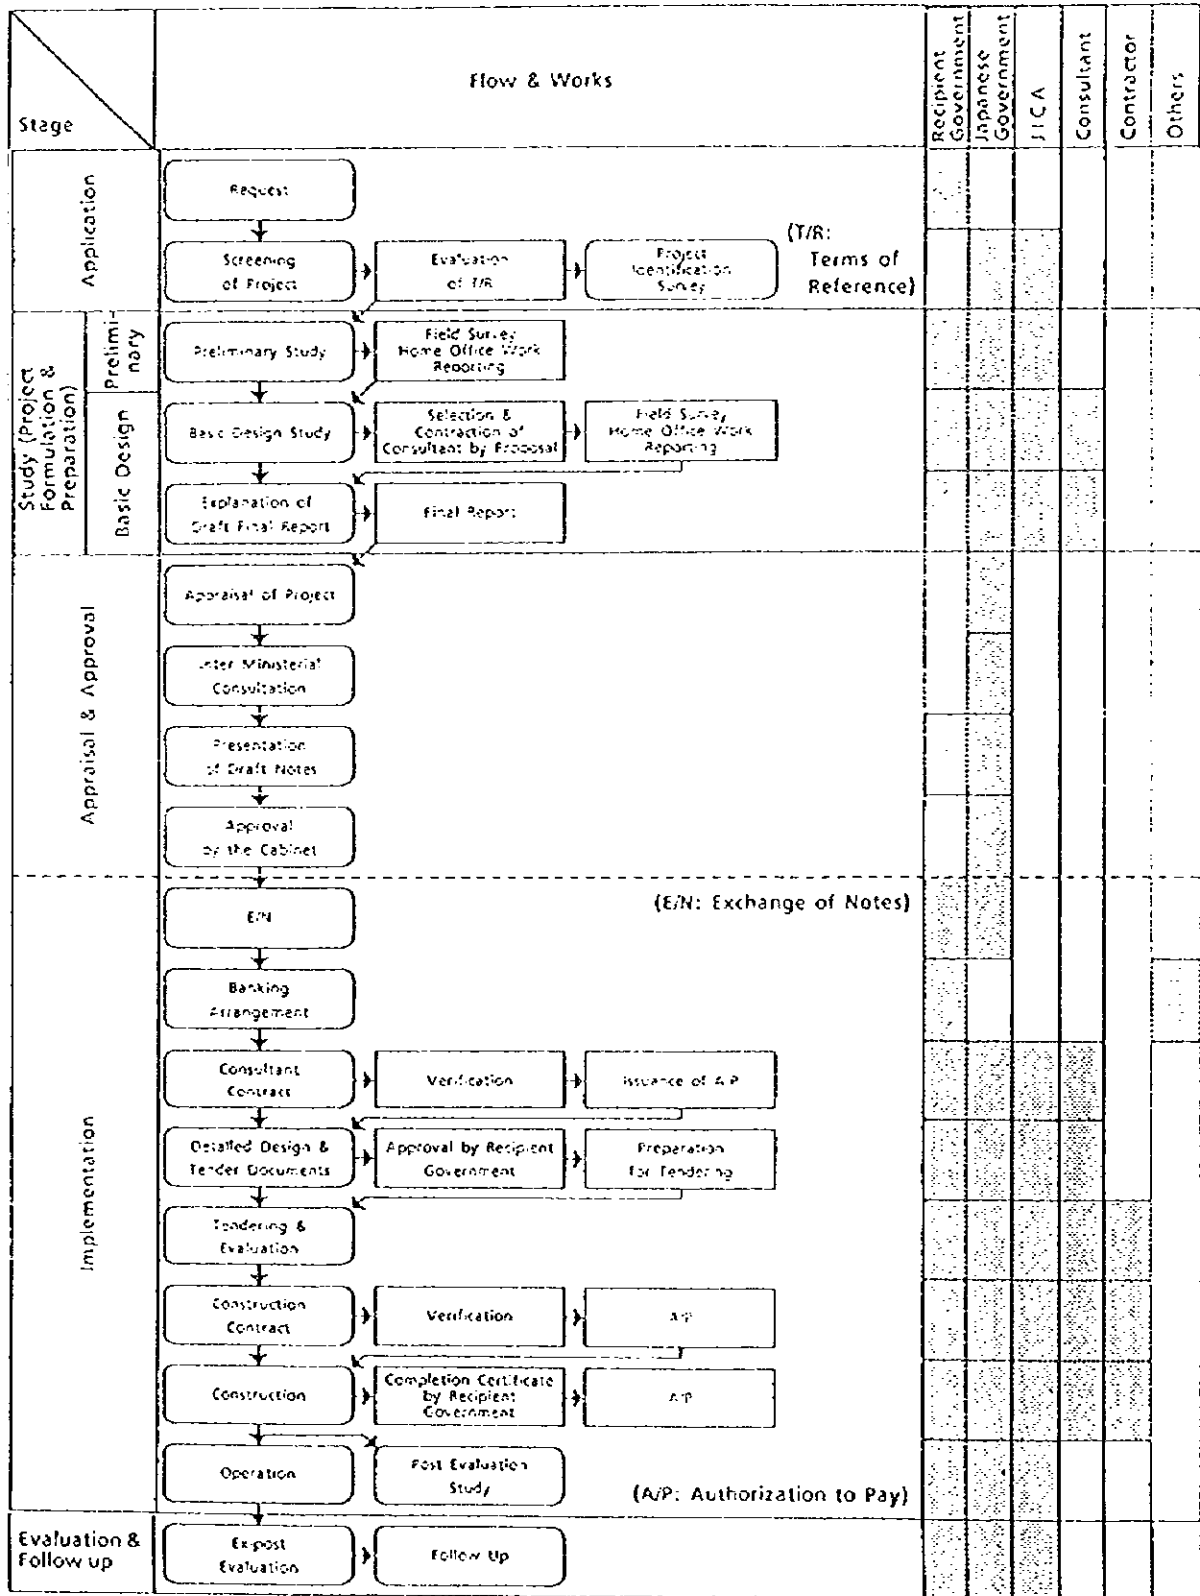 Stage
Flow & Works
Recipient
Government
Japanese
Government
JICA
Consultant
Contractor
Others
Application
Request
Screening
of Project
Evaluation
of T/R
Project
Identification
Survey
(T/R:
Terms of
Reference)
Study (Project
Formulation &
Preparation)
Prelimi-
nary
Preliminary Study
Field Survey
Home Office Work
Reporting
Basic Design
Basic Design Study
Selection &
Contraction of
Consultant by Proposal
Field Survey
Home Office Work
Reporting
Explanation of
Draft Final Report
Final Report
Appraisal & Approval
Appraisal of Project
Inter Ministerial
Consultation
Presentation
of Draft Notes
Approval
by the Cabinet
Implementation
E/N
(E/N: Exchange of Notes)
Banking
Arrangement
Consultant
Contract
Verification
Issuance of A/P
Detailed Design &
Tender Documents
Approval by Recipient
Government
Preparation
for Tendering
Tendering &
Evaluation
Construction
Contract
Verification
A/P
Construction
Completion Certificate
by Recipient
Government
A/P
Operation
Post Evaluation
Study
(A/P: Authorization to Pay)
Evaluation &
Follow up
Ex-post
Evaluation
Follow Up